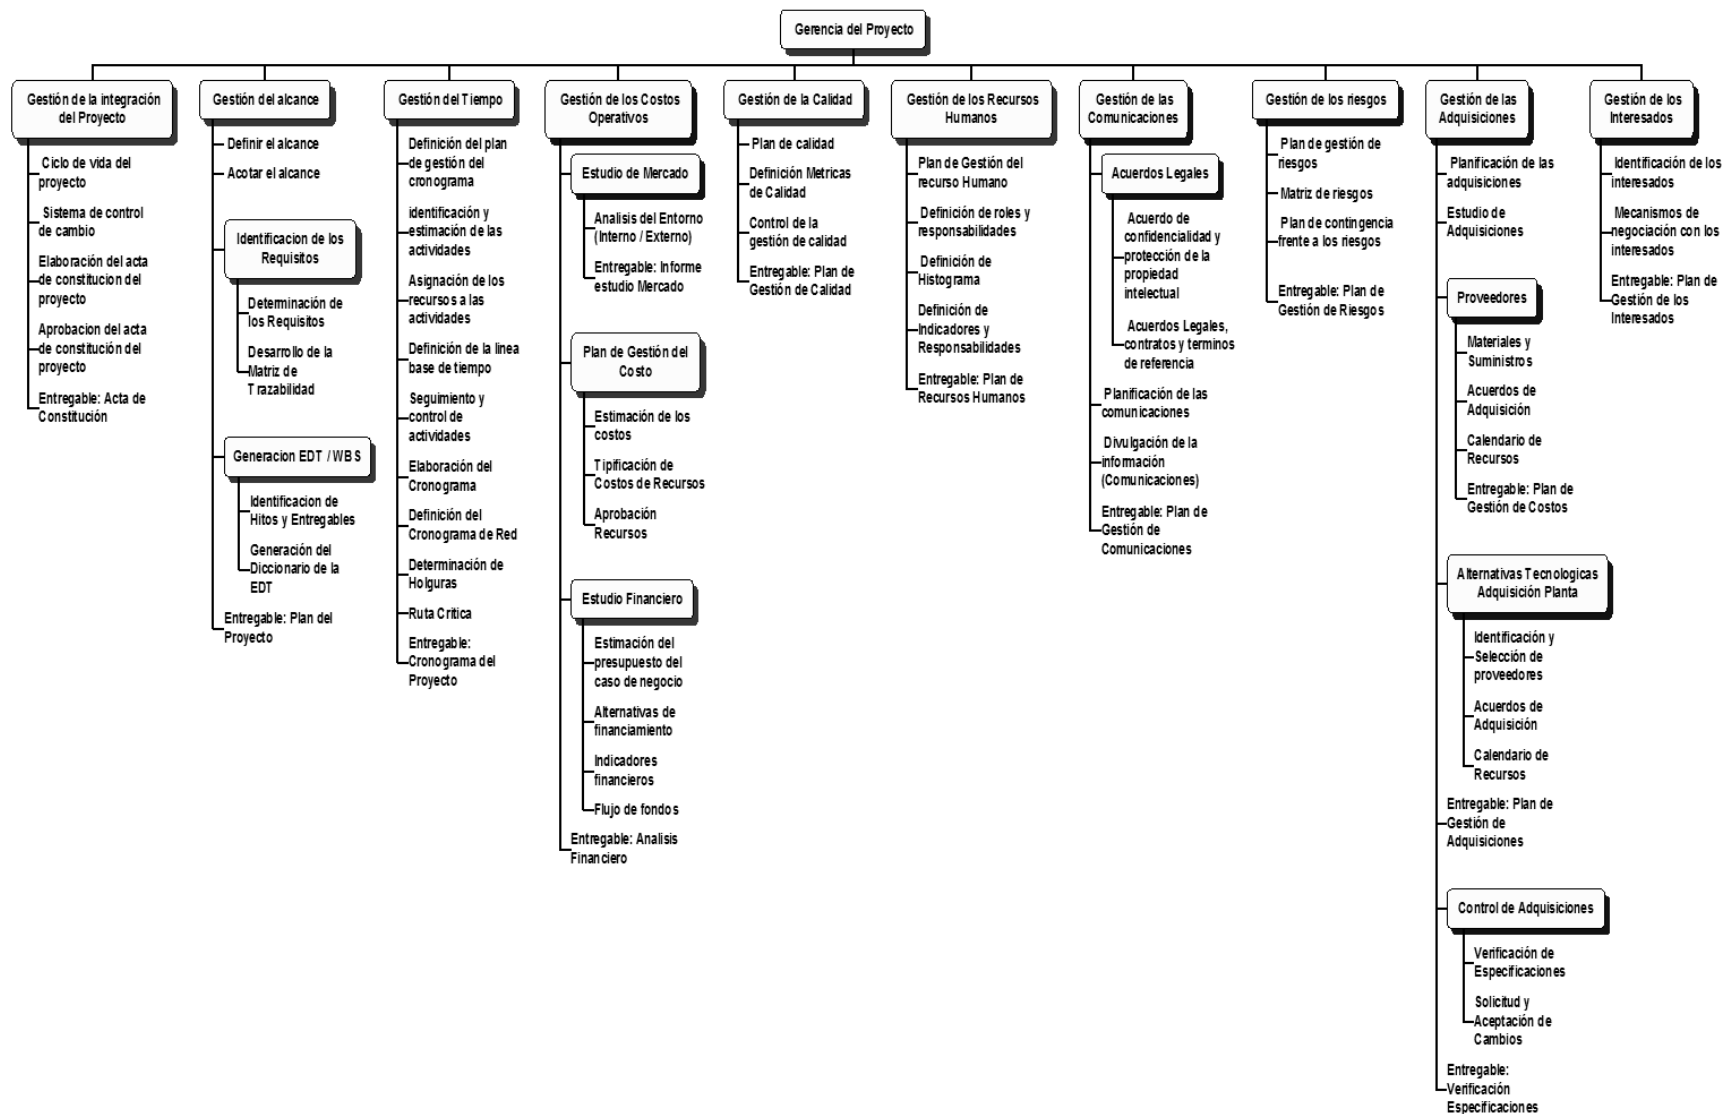 Gerencia del Proyecto
Gestión de la integración
del Proyecto
Ciclo de vida del
proyecto
Sistema de control
de cambio
Elaboración del acta
de constitucion del
proyecto
Aprobacion del acta
de constitución del
proyecto
Entregable: Acta de
Constitución
Gestión del alcance
Definir el alcance
Acotar el alcance
Identificacion de los
Requisitos
Determinación de
los Requisitos
Desarrollo de la
Matriz de
Trazabilidad
Generacion EDT / WBS
Identificacion de
Hitos y Entregables
Generación del
Diccionario de la
EDT
Entregable: Plan del
Proyecto
Gestión del Tiempo
Definición del plan
de gestión del
cronograma
identificación y
estimación de las
actividades
Asignación de los
recursos a las
actividades
Definición de la linea
base de tiempo
Seguimiento y
control de
actividades
Elaboración del
Cronograma
Definición del
Cronograma de Red
Determinación de
Holguras
Ruta Critica
Entregable:
Cronograma del
Proyecto
Gestión de los Costos
Operativos
Estudio de Mercado
Analisis del Entorno
(Interno / Externo)
Entregable: Informe
estudio Mercado
Plan de Gestión del
Costo
Estimación de los
costos
Tipificación de
Costos de Recursos
Aprobación
Recursos
Estudio Financiero
Estimación del
presupuesto del
caso de negocio
Alternativas de
financiamiento
Indicadores
financieros
Flujo de fondos
Entregable: Analisis
Financiero
Gestión de la Calidad
Plan de calidad
Definición Metricas
de Calidad
Control de la
gestión de calidad
Entregable: Plan de
Gestión de Calidad
Gestión de los Recursos
Humanos
Plan de Gestión del
recurso Humano
Definición de roles y
responsabilidades
Definición de
Histograma
Definición de
Indicadores y
Responsabilidades
Entregable: Plan de
Recursos Humanos
Gestión de las
Comunicaciones
Acuerdos Legales
Acuerdo de
confidencialidad y
protección de la
propiedad
intelectual
Acuerdos Legales,
contratos y terminos
de referencia
Planificación de las
comunicaciones
Divulgación de la
información
(Comunicaciones)
Entregable: Plan de
Gestión de
Comunicaciones
Gestión de los riesgos
Plan de gestión de
riesgos
Matriz de riesgos
Plan de contingencia
frente a los riesgos
Entregable: Plan de
Gestión de Riesgos
Gestión de las
Adquisiciones
Planificación de las
adquisiciones
Estudio de
Adquisiciones
Proveedores
Materiales y
Suministros
Acuerdos de
Adquisición
Calendario de
Recursos
Entregable: Plan de
Gestión de Costos
Alternativas Tecnologicas
Adquisición Planta
Identificación y
Selección de
proveedores
Acuerdos de
Adquisición
Calendario de
Recursos
Entregable: Plan de
Gestión de
Adquisiciones
Control de Adquisiciones
Verificación de
Especificaciones
Solicitud y
Aceptación de
Cambios
Entregable:
Verificación
Especificaciones
Gestión de los
Interesados
Identificación de los
interesados
Mecanismos de
negociación con los
interesados
Entregable: Plan de
Gestión de los
Interesados